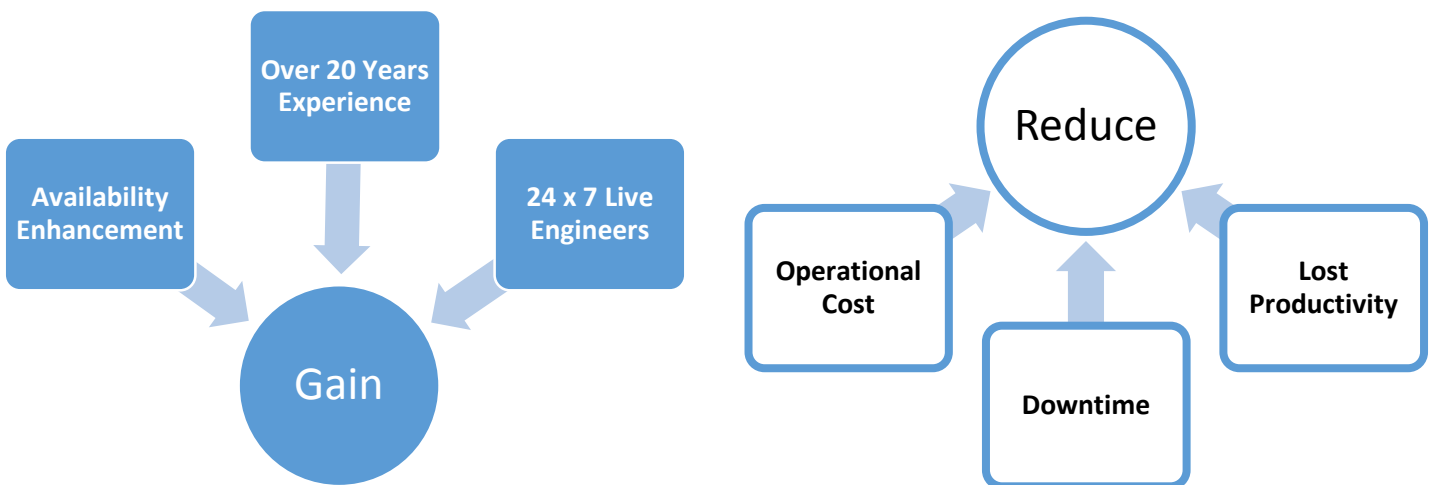 Over 20 Years
Experience
Availability
Enhancement
24 x 7 Live
Engineers
Gain
Reduce
Operational
Cost
Downtime
Lost
Productivity